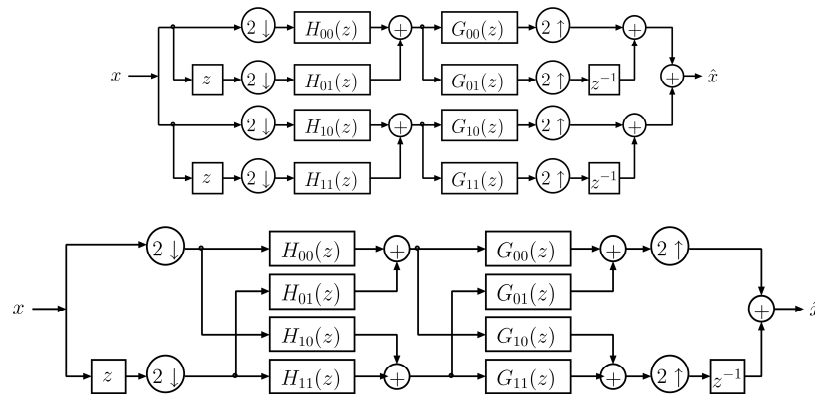 2 ↓ H₀₀(z) + G₀₀(z) 2 ↑ +
x z 2 ↓ H₀₁(z) G₀₁(z) 2 ↑ z⁻¹ + x̂
2 ↓ H₁₀(z) + G₁₀(z) 2 ↑ +
z 2 ↓ H₁₁(z) G₁₁(z) 2 ↑ z⁻¹
2 ↓ H₀₀(z) + G₀₀(z) + 2 ↑
H₀₁(z) G₀₁(z)
x + x̂
H₁₀(z) G₁₀(z)
z 2 ↓ H₁₁(z) + G₁₁(z) + 2 ↑ z⁻¹